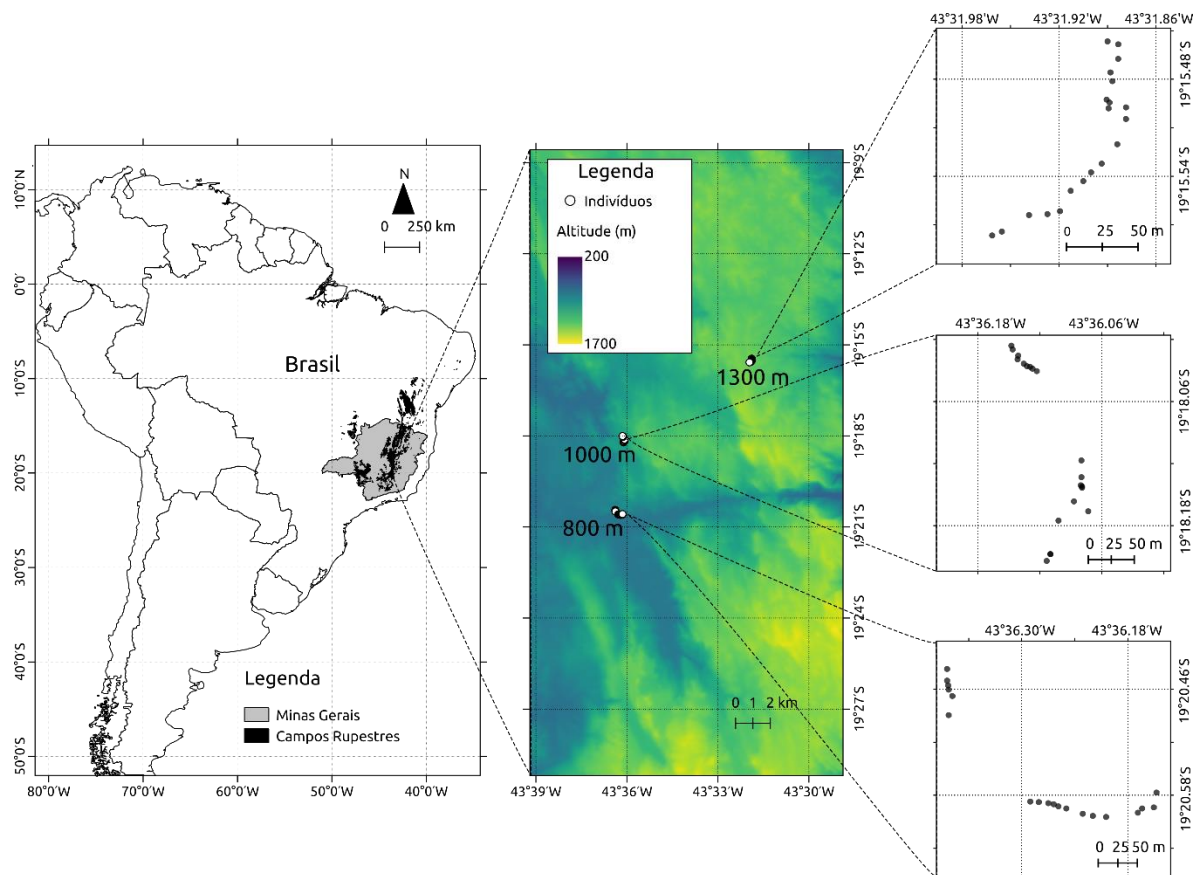 N
0 250 km
10°0'N
0°0'
10°0'S
20°0'S
30°0'S
40°0'S
50°0'S
Brasil
Legenda
Minas Gerais
Campos Rupestres
80°0'W 70°0'W 60°0'W 50°0'W 40°0'W
Legenda
Indivíduos
Altitude (m)
200
1700
1300 m
1000 m
800 m
0 1 2 km
19°9'S
19°12'S
19°15'S
19°18'S
19°21'S
19°24'S
19°27'S
43°39'W 43°36'W 43°33'W 43°30'W
43°31.98'W 43°31.92'W 43°31.86'W
19°15.48'S
19°15.54'S
0 25 50 m
43°36.18'W 43°36.06'W
19°18.06'S
19°18.18'S
0 25 50 m
43°36.30'W 43°36.18'W
19°20.46'S
19°20.58'S
0 25 50 m